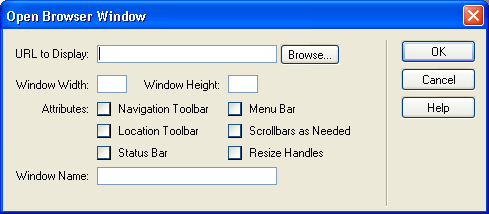 Open Browser Window
URL to Display: Browse... OK
Window Width: Window Height: Cancel
Attributes: Navigation Toolbar Menu Bar Help
Location Toolbar Scrollbars as Needed
Status Bar Resize Handles
Window Name: